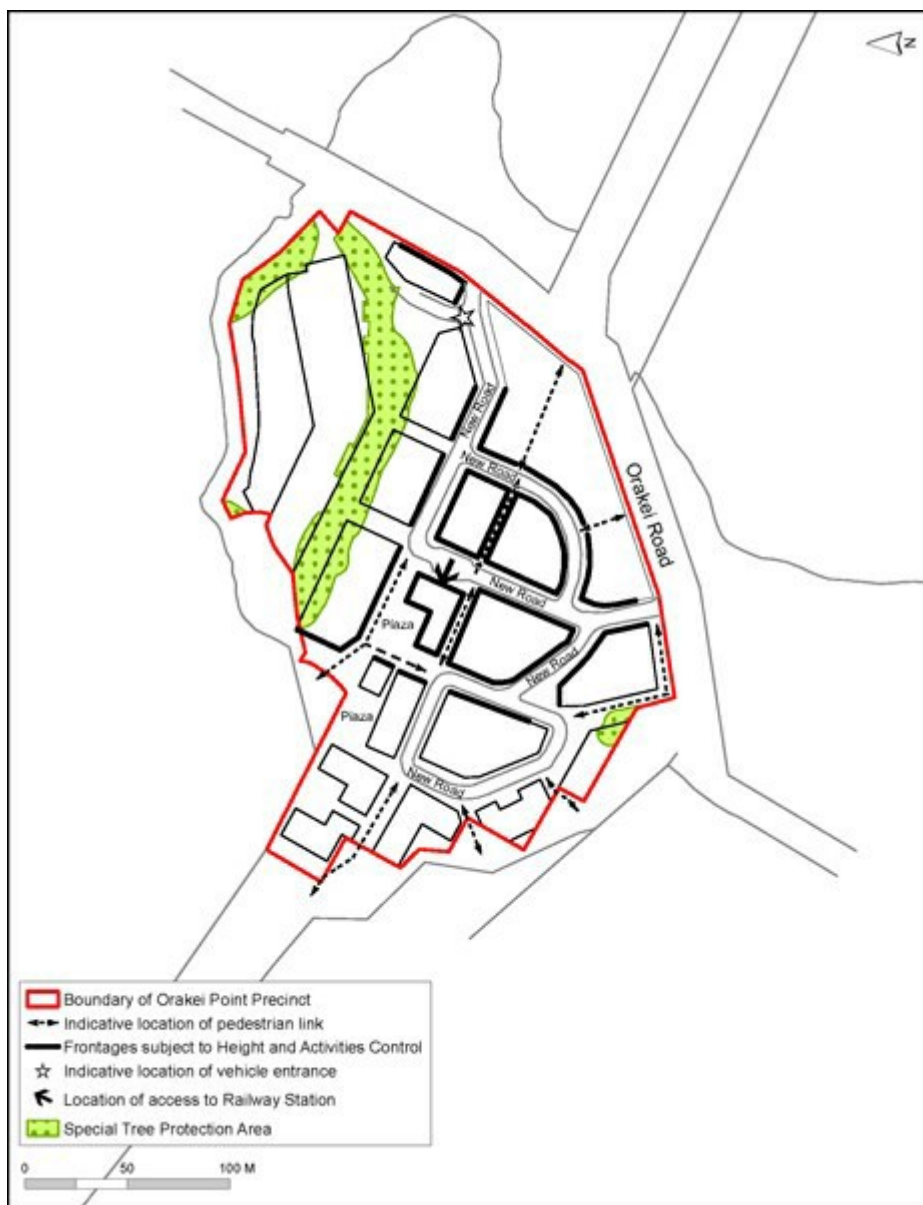 N
New Road
New Road
Orakei Road
New Road
Plaza
New Road
Plaza
New Road
Boundary of Orakei Point Precinct
Indicative location of pedestrian link
Frontages subject to Height and Activities Control
Indicative location of vehicle entrance
Location of access to Railway Station
Special Tree Protection Area
0 50 100 M